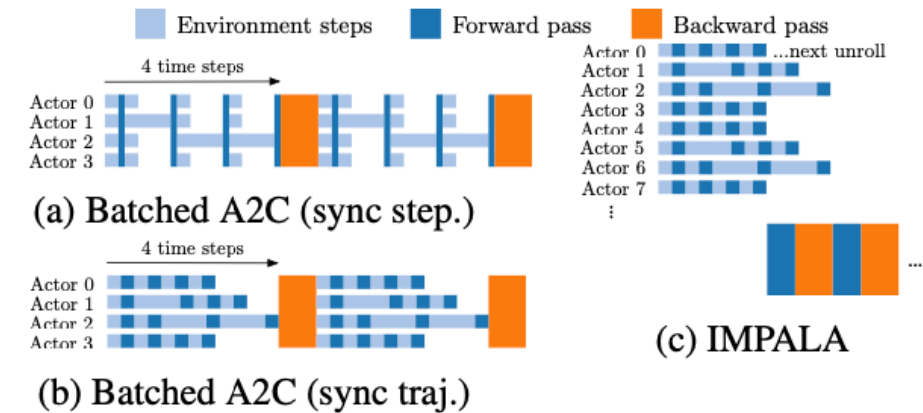 Environment steps Forward pass Backward pass
4 time steps
Actor 0
Actor 1
Actor 2
Actor 3
(a) Batched A2C (sync step.)
4 time steps
Actor 0
Actor 1
Actor 2
Actor 3
(b) Batched A2C (sync traj.)
Actor 0 ...next unroll
Actor 1
Actor 2
Actor 3
Actor 4
Actor 5
Actor 6
Actor 7
⋮
...
(c) IMPALA